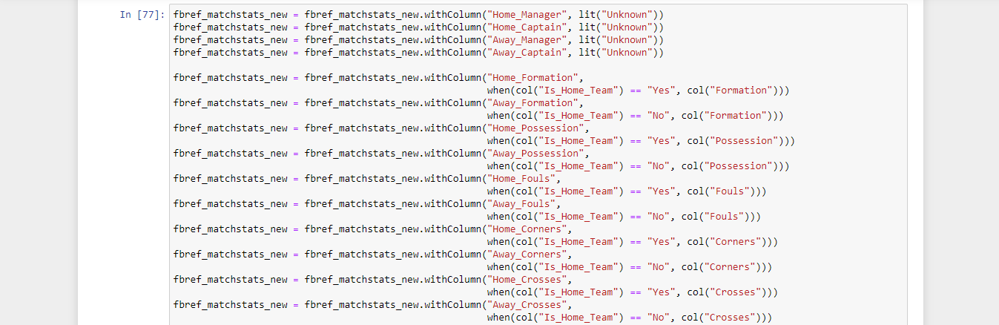 In [77]: fbref_matchstats_new = fbref_matchstats_new.withColumn("Home_Manager", lit("Unknown"))
fbref_matchstats_new = fbref_matchstats_new.withColumn("Home_Captain", lit("Unknown"))
fbref_matchstats_new = fbref_matchstats_new.withColumn("Away_Manager", lit("Unknown"))
fbref_matchstats_new = fbref_matchstats_new.withColumn("Away_Captain", lit("Unknown"))
fbref_matchstats_new = fbref_matchstats_new.withColumn("Home_Formation",
when(col("Is_Home_Team") == "Yes", col("Formation")))
fbref_matchstats_new = fbref_matchstats_new.withColumn("Away_Formation",
when(col("Is_Home_Team") == "No", col("Formation")))
fbref_matchstats_new = fbref_matchstats_new.withColumn("Home_Possession",
when(col("Is_Home_Team") == "Yes", col("Possession")))
fbref_matchstats_new = fbref_matchstats_new.withColumn("Away_Possession",
when(col("Is_Home_Team") == "No", col("Possession")))
fbref_matchstats_new = fbref_matchstats_new.withColumn("Home_Fouls",
when(col("Is_Home_Team") == "Yes", col("Fouls")))
fbref_matchstats_new = fbref_matchstats_new.withColumn("Away_Fouls",
when(col("Is_Home_Team") == "No", col("Fouls")))
fbref_matchstats_new = fbref_matchstats_new.withColumn("Home_Corners",
when(col("Is_Home_Team") == "Yes", col("Corners")))
fbref_matchstats_new = fbref_matchstats_new.withColumn("Away_Corners",
when(col("Is_Home_Team") == "No", col("Corners")))
fbref_matchstats_new = fbref_matchstats_new.withColumn("Home_Crosses",
when(col("Is_Home_Team") == "Yes", col("Crosses")))
fbref_matchstats_new = fbref_matchstats_new.withColumn("Away_Crosses",
when(col("Is_Home_Team") == "No", col("Crosses")))